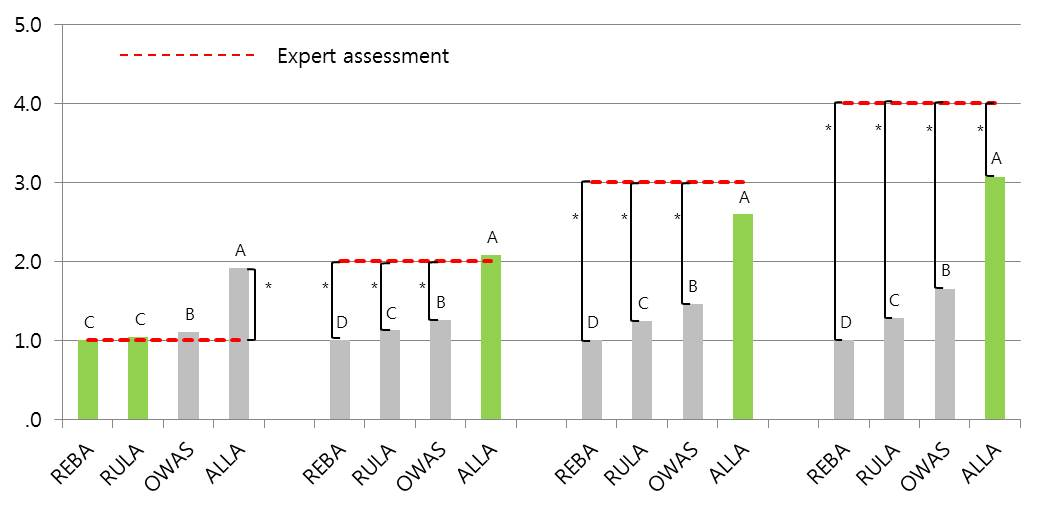 5.0
Expert assessment
4.0
* * * *
A
3.0
* * *
A
2.0
A
*
* * *
A
1.0
C C B
D C B
D C B
D C B
.0
REBA RULA OWAS ALLA REBA RULA OWAS ALLA REBA RULA OWAS ALLA REBA RULA OWAS ALLA